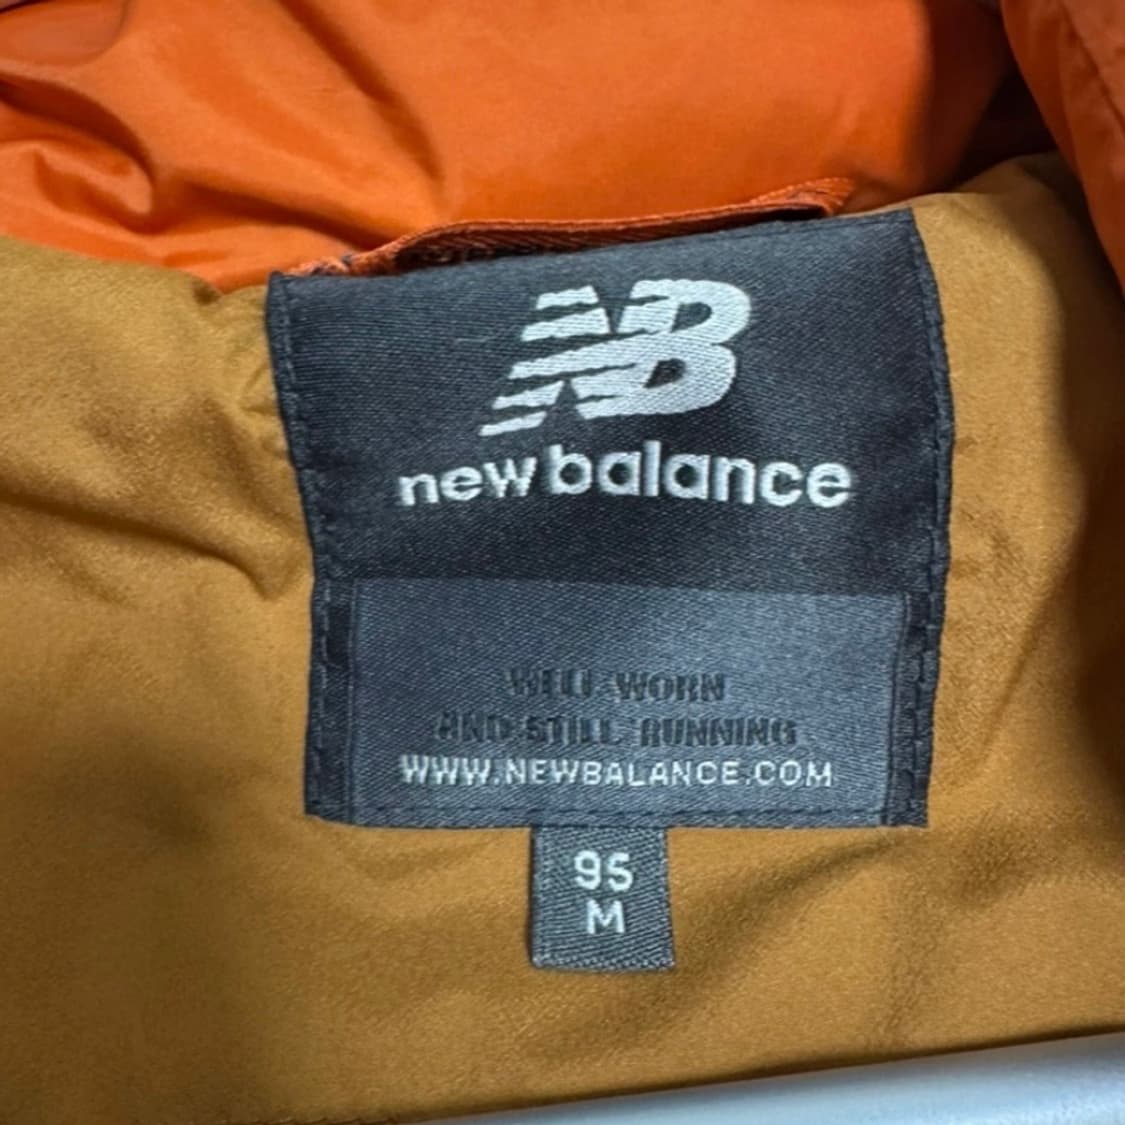 NB
new balance
WELL-WORN
AND STILL RUNNING
WWW.NEWBALANCE.COM
95
M